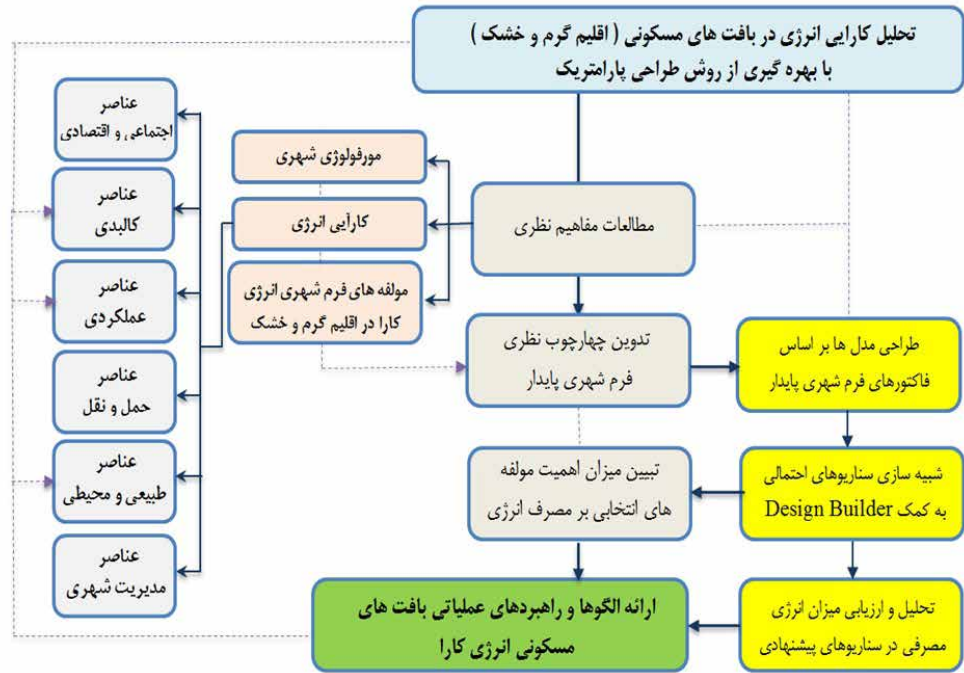 تحلیل کارایی انرژی در بافت های مسکونی ( اقلیم گرم و خشک )
با بهره گیری از روش طراحی پارامتریک
مطالعات مفاهیم نظری
مورفولوژی شهری
کارآیی انرژی
مولفه های فرم شهری انرژی
کارا در اقلیم گرم و خشک
عناصر
اجتماعی و اقتصادی
عناصر
کالبدی
عناصر
عملکردی
عناصر
حمل و نقل
عناصر
طبیعی و محیطی
عناصر
مدیریت شهری
تدوین چهارچوب نظری
فرم شهری پایدار
طراحی مدل ها بر اساس
فاکتورهای فرم شهری پایدار
شبیه سازی سناریوهای احتمالی
به کمک Design Builder
تبیین میزان اهمیت مولفه
های انتخابی بر مصرف انرژی
تحلیل و ارزیابی میزان انرژی
مصرفی در سناریوهای پیشنهادی
ارائه الگوها و راهبردهای عملیاتی بافت های
مسکونی انرژی کارا